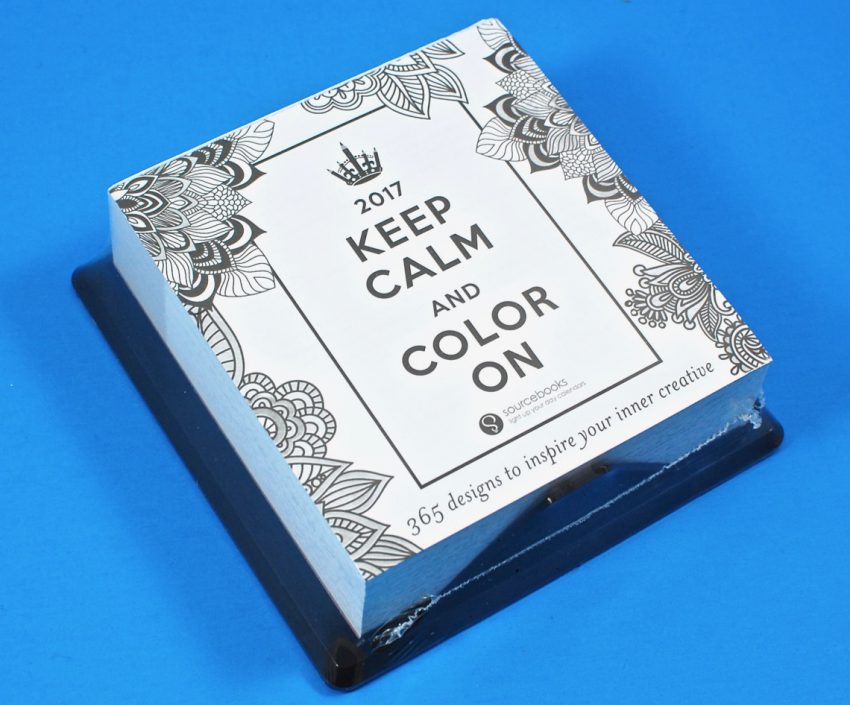 2017
KEEP
CALM
AND
COLOR
ON
sourcebooks
light up your day calendars
365 designs to inspire your inner creative